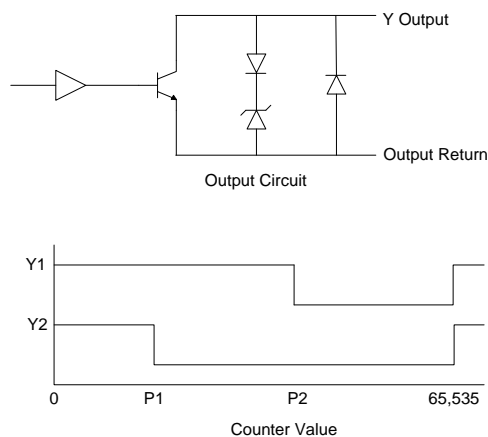 Y Output
Output Return
Output Circuit
Y1
Y2
0 P1 P2 65,535
Counter Value